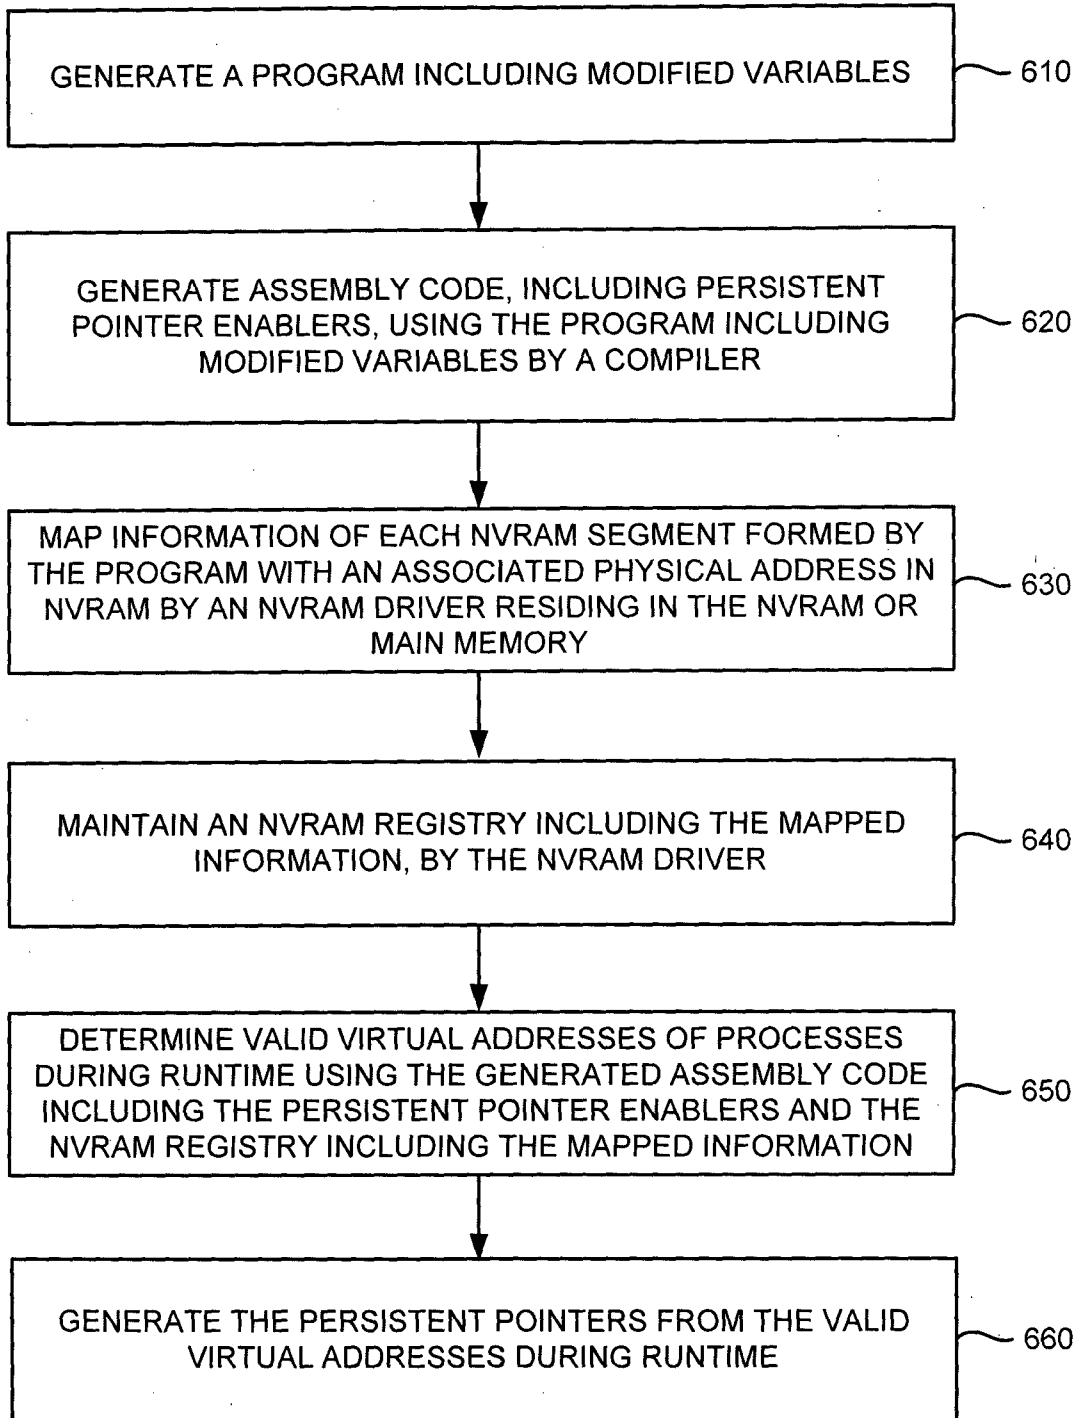 GENERATE A PROGRAM INCLUDING MODIFIED VARIABLES
610
GENERATE ASSEMBLY CODE, INCLUDING PERSISTENT
POINTER ENABLERS, USING THE PROGRAM INCLUDING
MODIFIED VARIABLES BY A COMPILER
620
MAP INFORMATION OF EACH NVRAM SEGMENT FORMED BY
THE PROGRAM WITH AN ASSOCIATED PHYSICAL ADDRESS IN
NVRAM BY AN NVRAM DRIVER RESIDING IN THE NVRAM OR
MAIN MEMORY
630
MAINTAIN AN NVRAM REGISTRY INCLUDING THE MAPPED
INFORMATION, BY THE NVRAM DRIVER
640
DETERMINE VALID VIRTUAL ADDRESSES OF PROCESSES
DURING RUNTIME USING THE GENERATED ASSEMBLY CODE
INCLUDING THE PERSISTENT POINTER ENABLERS AND THE
NVRAM REGISTRY INCLUDING THE MAPPED INFORMATION
650
GENERATE THE PERSISTENT POINTERS FROM THE VALID
VIRTUAL ADDRESSES DURING RUNTIME
660